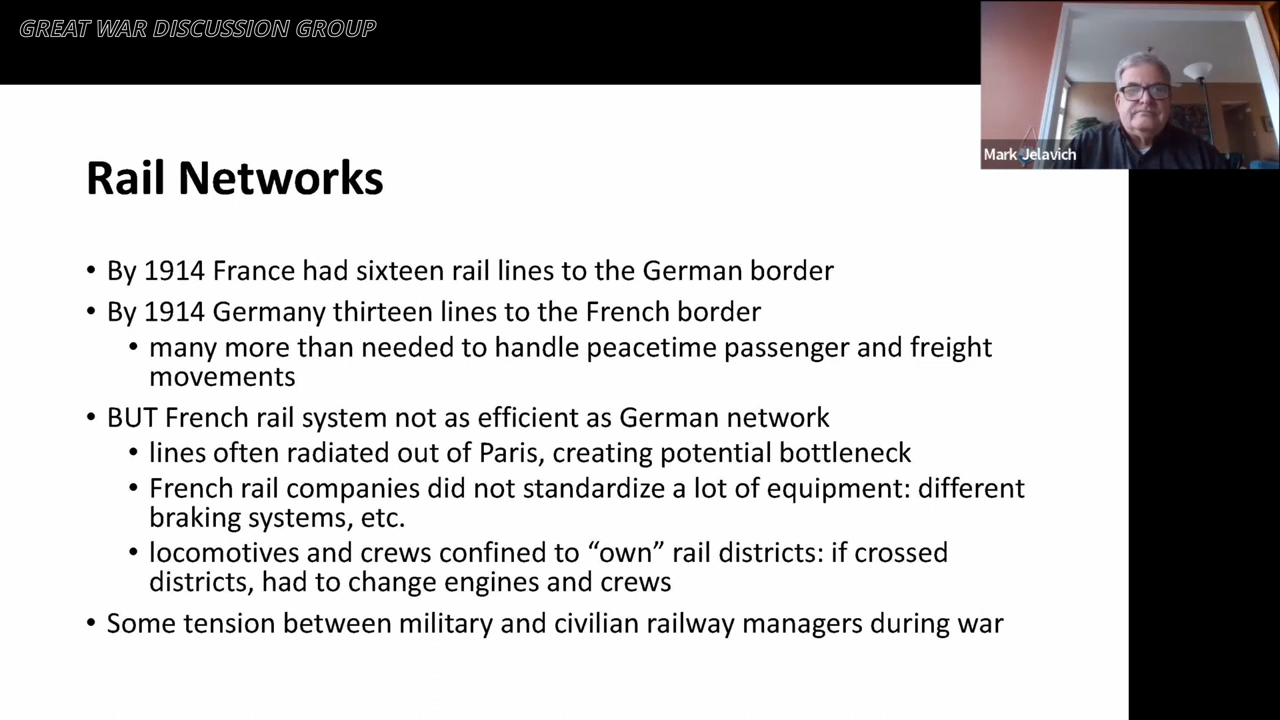 GREAT WAR DISCUSSION GROUP
Mark Jelavich
Rail Networks
• By 1914 France had sixteen rail lines to the German border
• By 1914 Germany thirteen lines to the French border
• many more than needed to handle peacetime passenger and freight
movements
• BUT French rail system not as efficient as German network
• lines often radiated out of Paris, creating potential bottleneck
• French rail companies did not standardize a lot of equipment: different
braking systems, etc.
• locomotives and crews confined to “own” rail districts: if crossed
districts, had to change engines and crews
• Some tension between military and civilian railway managers during war